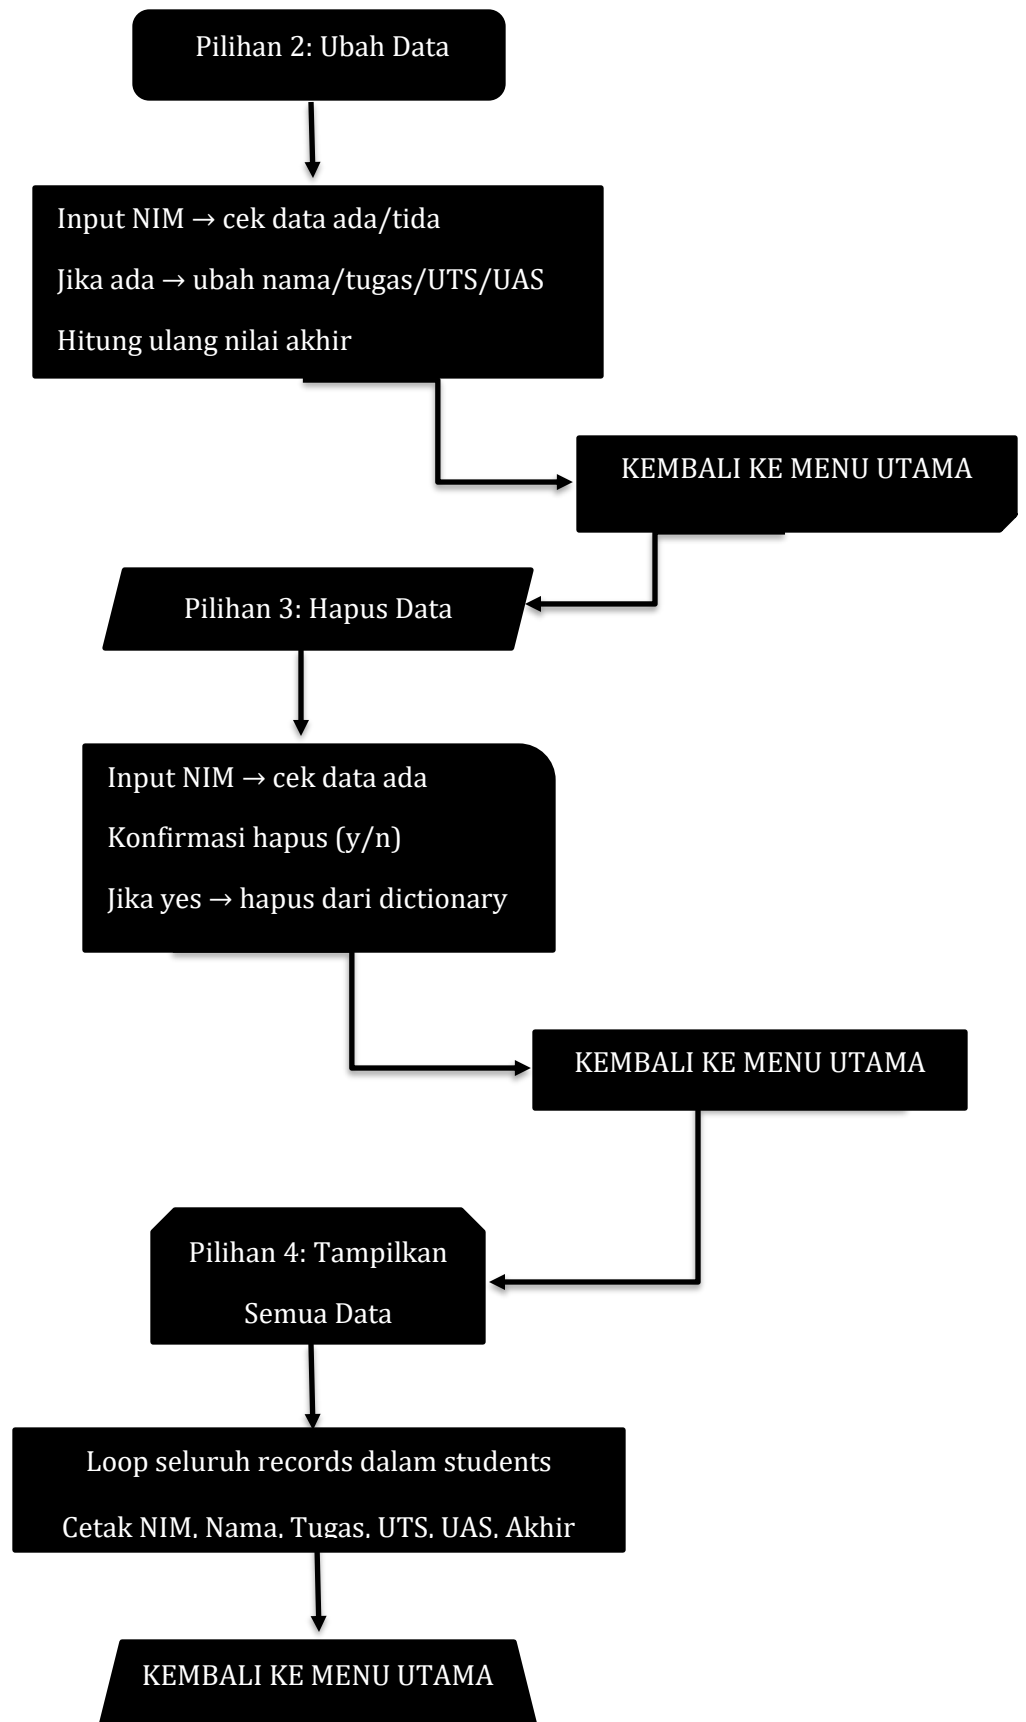 Pilihan 2: Ubah Data
Input NIM → cek data ada/tida
Jika ada → ubah nama/tugas/UTS/UAS
Hitung ulang nilai akhir
KEMBALI KE MENU UTAMA
Pilihan 3: Hapus Data
Input NIM → cek data ada
Konfirmasi hapus (y/n)
Jika yes → hapus dari dictionary
KEMBALI KE MENU UTAMA
Pilihan 4: Tampilkan
Semua Data
Loop seluruh records dalam students
Cetak NIM, Nama, Tugas, UTS, UAS, Akhir
KEMBALI KE MENU UTAMA